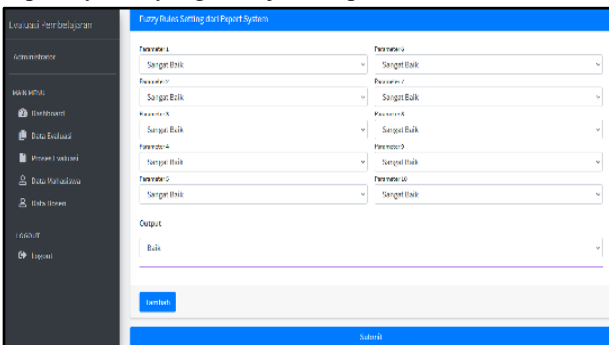 Evaluasi Pembelajaran
Administrator
MAIN MENU
Dashboard
Data Evaluasi
Proses Evaluasi
Data Mahasiswa
Data Dosen
LOGOUT
Logout
Fuzzy Rules Setting dari Expert System
Parameter 1
Sangat Baik
Parameter 2
Sangat Baik
Parameter 3
Sangat Baik
Parameter 4
Sangat Baik
Parameter 5
Sangat Baik
Parameter 6
Sangat Baik
Parameter 7
Sangat Baik
Parameter 8
Sangat Baik
Parameter 9
Sangat Baik
Parameter 10
Sangat Baik
Output
Baik
Tambah
Submit